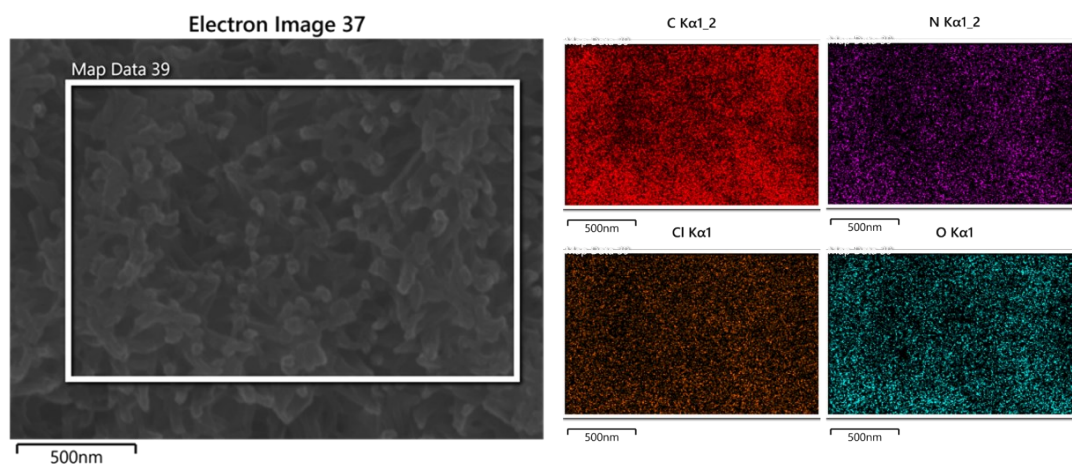 Electron Image 37
Map Data 39
500nm
C Kα1_2
500nm
N Kα1_2
500nm
Cl Kα1
500nm
O Kα1
500nm